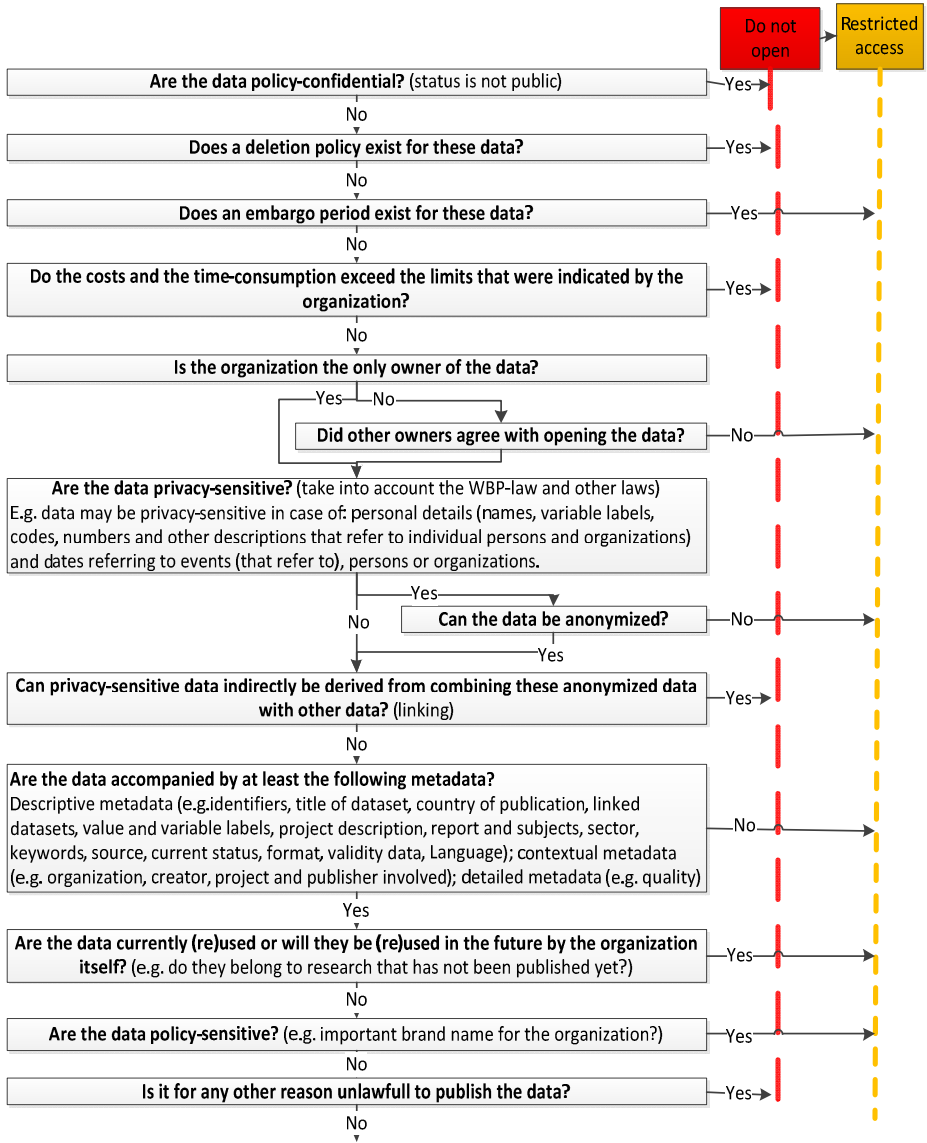 Do not
open
Restricted
access
Are the data policy-confidential? (status is not public)
Yes
No
Does a deletion policy exist for these data?
Yes
No
Does an embargo period exist for these data?
Yes
No
Do the costs and the time-consumption exceed the limits that were indicated by the
organization?
Yes
No
Is the organization the only owner of the data?
Yes
No
Did other owners agree with opening the data?
No
Are the data privacy-sensitive? (take into account the WBP-law and other laws)
E.g. data may be privacy-sensitive in case of: personal details (names, variable labels,
codes, numbers and other descriptions that refer to individual persons and organizations)
and dates referring to events (that refer to), persons or organizations.
Yes
No
Can the data be anonymized?
No
Yes
Can privacy-sensitive data indirectly be derived from combining these anonymized data
with other data? (linking)
Yes
No
Are the data accompanied by at least the following metadata?
Descriptive metadata (e.g.identifiers, title of dataset, country of publication, linked
datasets, value and variable labels, project description, report and subjects, sector,
keywords, source, current status, format, validity data, Language); contextual metadata
(e.g. organization, creator, project and publisher involved); detailed metadata (e.g. quality)
No
Yes
Are the data currently (re)used or will they be (re)used in the future by the organization
itself? (e.g. do they belong to research that has not been published yet?)
Yes
No
Are the data policy-sensitive? (e.g. important brand name for the organization?)
Yes
No
Is it for any other reason unlawfull to publish the data?
Yes
No